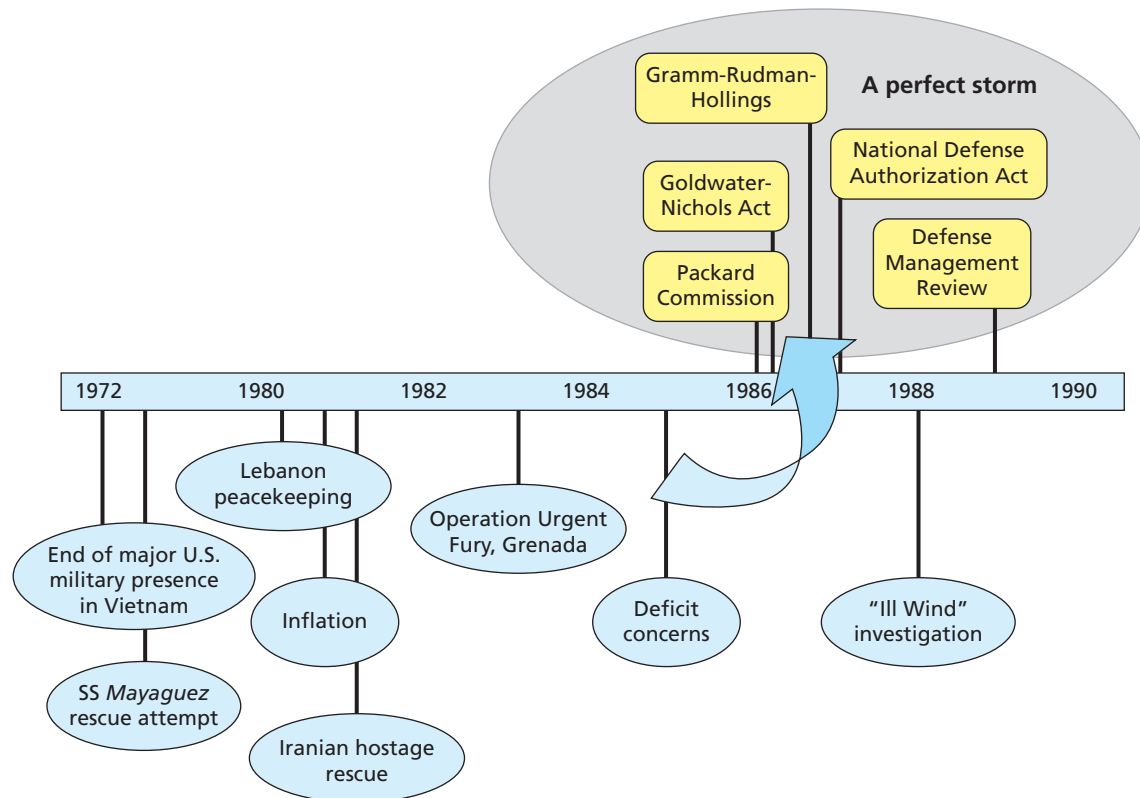 Gramm-Rudman-
Hollings
A perfect storm
National Defense
Authorization Act
Goldwater-
Nichols Act
Defense
Management
Review
Packard
Commission
1972 1980 1982 1984 1986 1988 1990
Lebanon
peacekeeping
Operation Urgent
Fury, Grenada
End of major U.S.
military presence
in Vietnam
Inflation
Deficit
concerns
“Ill Wind”
investigation
SS Mayaguez
rescue attempt
Iranian hostage
rescue